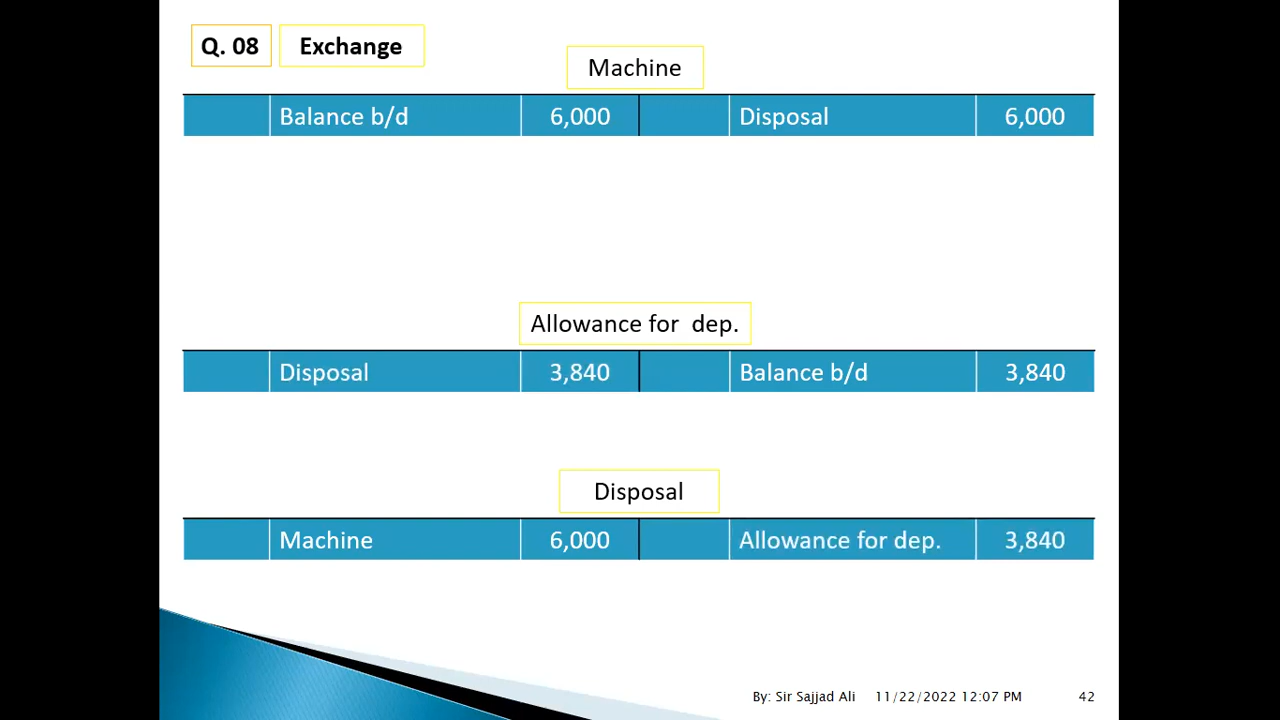 Q. 08 Exchange
Machine
Balance b/d 6,000 Disposal 6,000
Allowance for dep.
Disposal 3,840 Balance b/d 3,840
Disposal
Machine 6,000 Allowance for dep. 3,840
By: Sir Sajjad Ali 11/22/2022 12:07 PM 42